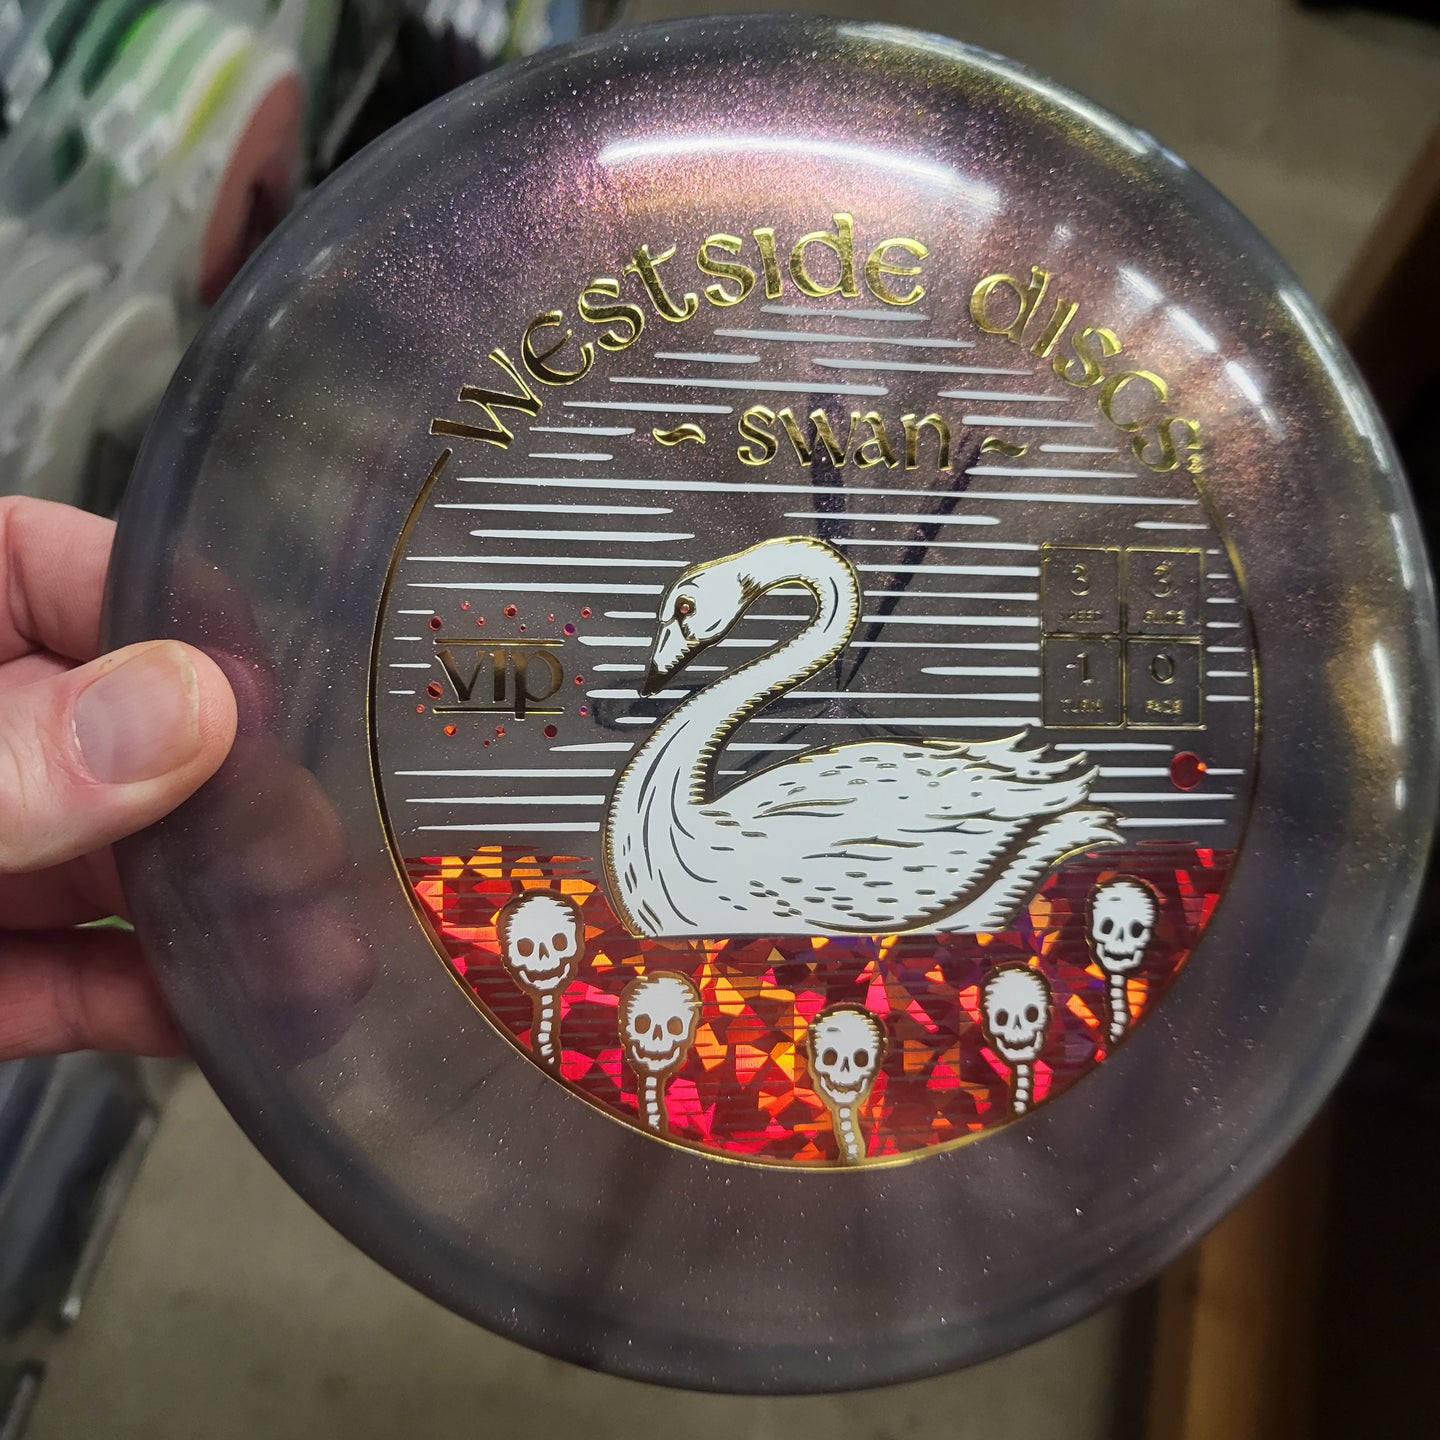 westside discs
~ swan ~
vip
3 3
SPEED GLIDE
-1 0
TURN FADE